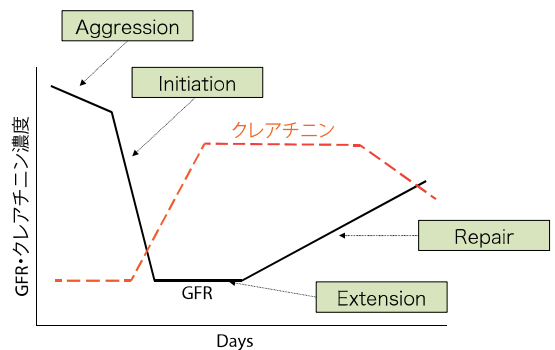 Aggression
Initiation
クレアチニン
GFR・クレアチニン濃度
Repair
GFR
Extension
Days